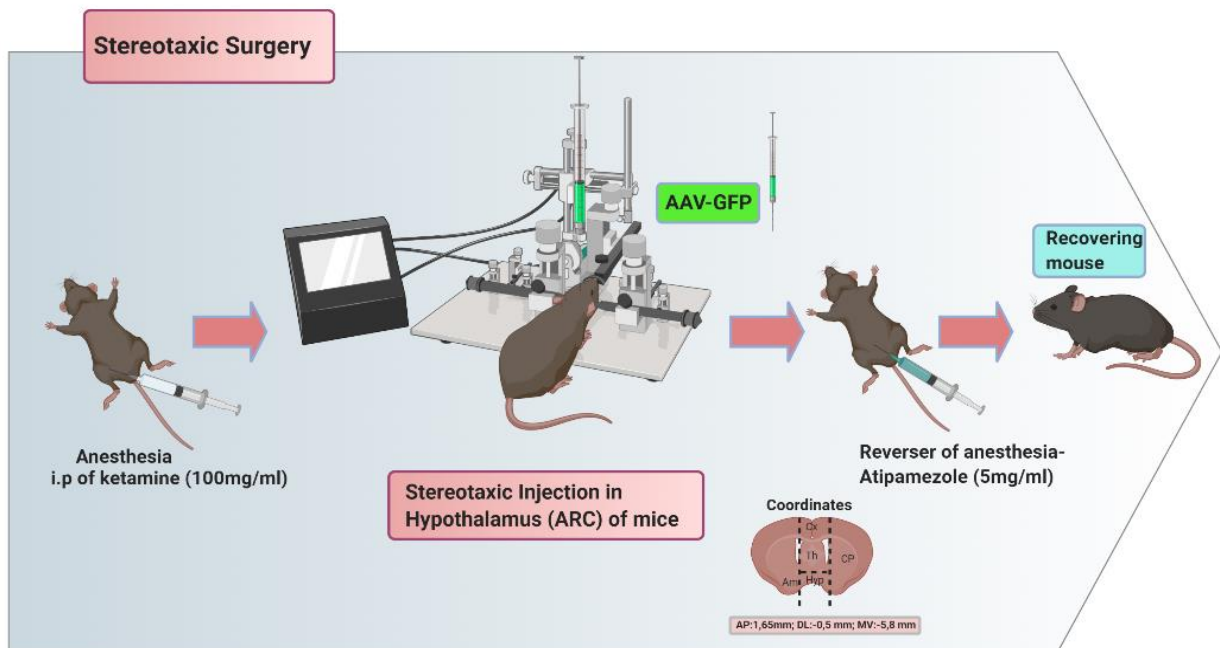 Stereotaxic Surgery
AAV-GFP
Recovering
mouse
Anesthesia
i.p of ketamine (100mg/ml)
Reverser of anesthesia-
Atipamezole (5mg/ml)
Stereotaxic Injection in
Hypothalamus (ARC) of mice
Coordinates
Cx
Th
CP
Am
Hyp
AP:1,65mm; DL:-0,5 mm; MV:-5,8 mm